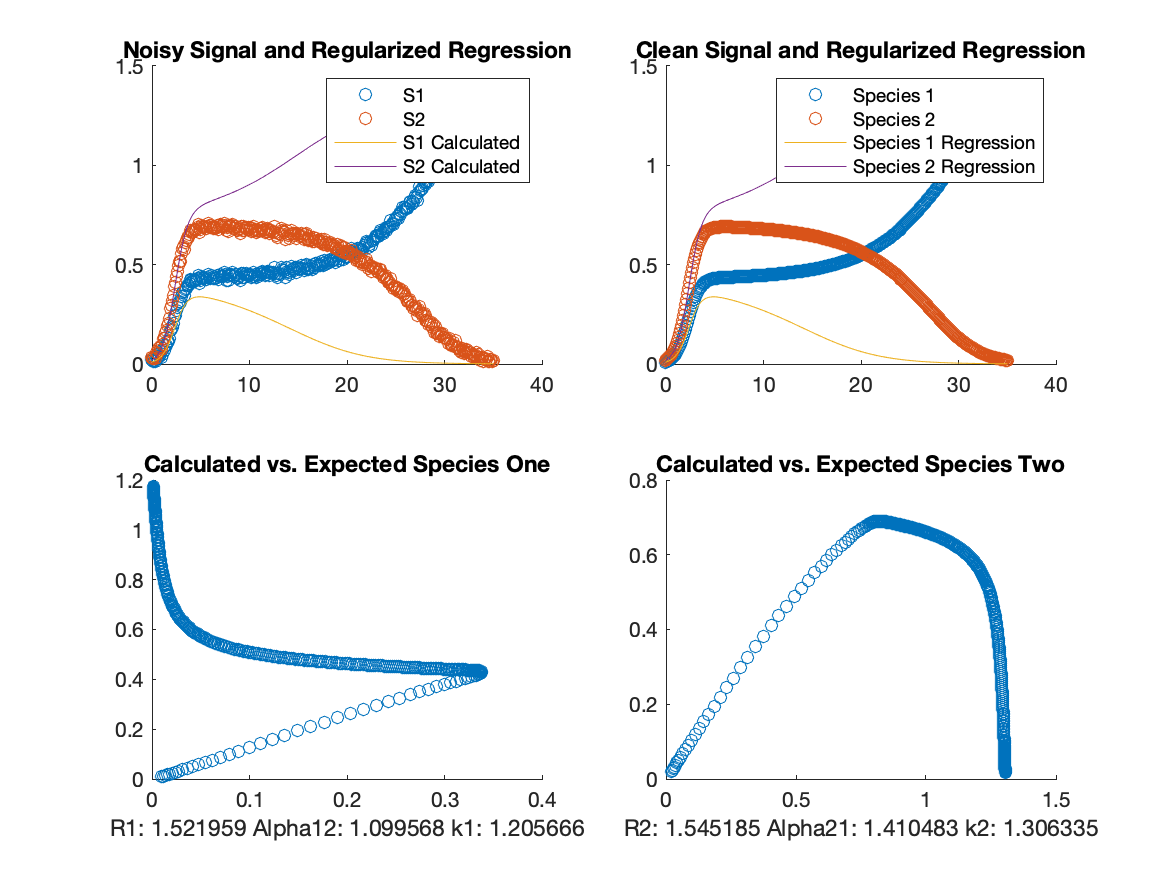 Noisy Signal and Regularized Regression
1.5
1
0.5
0
0
10
20
30
40
S1
S2
S1 Calculated
S2 Calculated
Clean Signal and Regularized Regression
1.5
1
0.5
0
0
10
20
30
40
Species 1
Species 2
Species 1 Regression
Species 2 Regression
Calculated vs. Expected Species One
1.2
1
0.8
0.6
0.4
0.2
0
0
0.1
0.2
0.3
0.4
R1: 1.521959 Alpha12: 1.099568 k1: 1.205666
Calculated vs. Expected Species Two
0.8
0.6
0.4
0.2
0
0
0.5
1
1.5
R2: 1.545185 Alpha21: 1.410483 k2: 1.306335